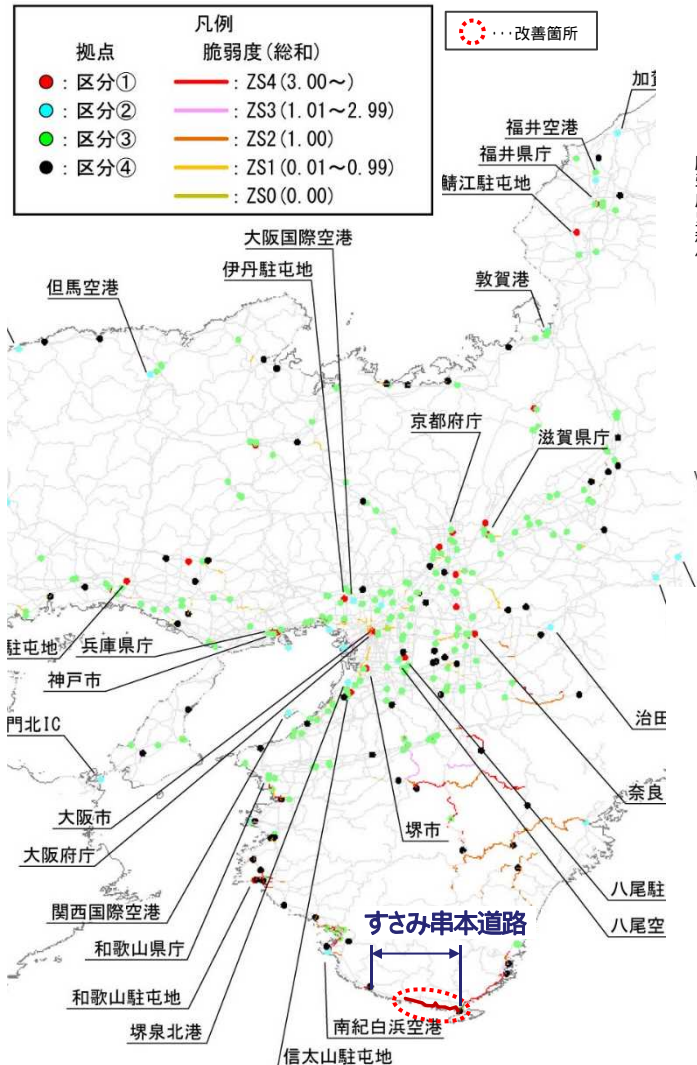 凡例
拠点
脆弱度(総和)
: 区分①
: 区分②
: 区分③
: 区分④
: ZS4(3.00～)
: ZS3(1.01～2.99)
: ZS2(1.00)
: ZS1(0.01～0.99)
: ZS0(0.00)
･･･改善箇所
加賀
福井空港
福井県庁
鯖江駐屯地
大阪国際空港
伊丹駐屯地
敦賀港
但馬空港
京都府庁
滋賀県庁
駐屯地
兵庫県庁
神戸市
門北IC
治田
大阪市
大阪府庁
堺市
奈良
八尾駐
八尾空
関西国際空港
和歌山県庁
和歌山駐屯地
堺泉北港
すさみ串本道路
南紀白浜空港
信太山駐屯地